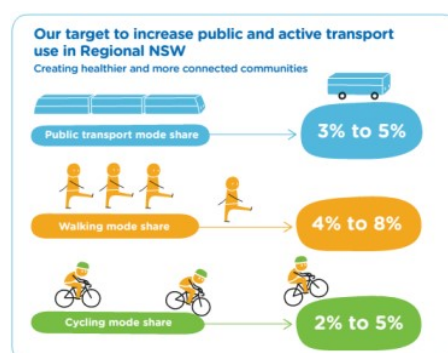 Our target to increase public and active transport
use in Regional NSW
Creating healthier and more connected communities
Public transport mode share
3% to 5%
Walking mode share
4% to 8%
Cycling mode share
2% to 5%